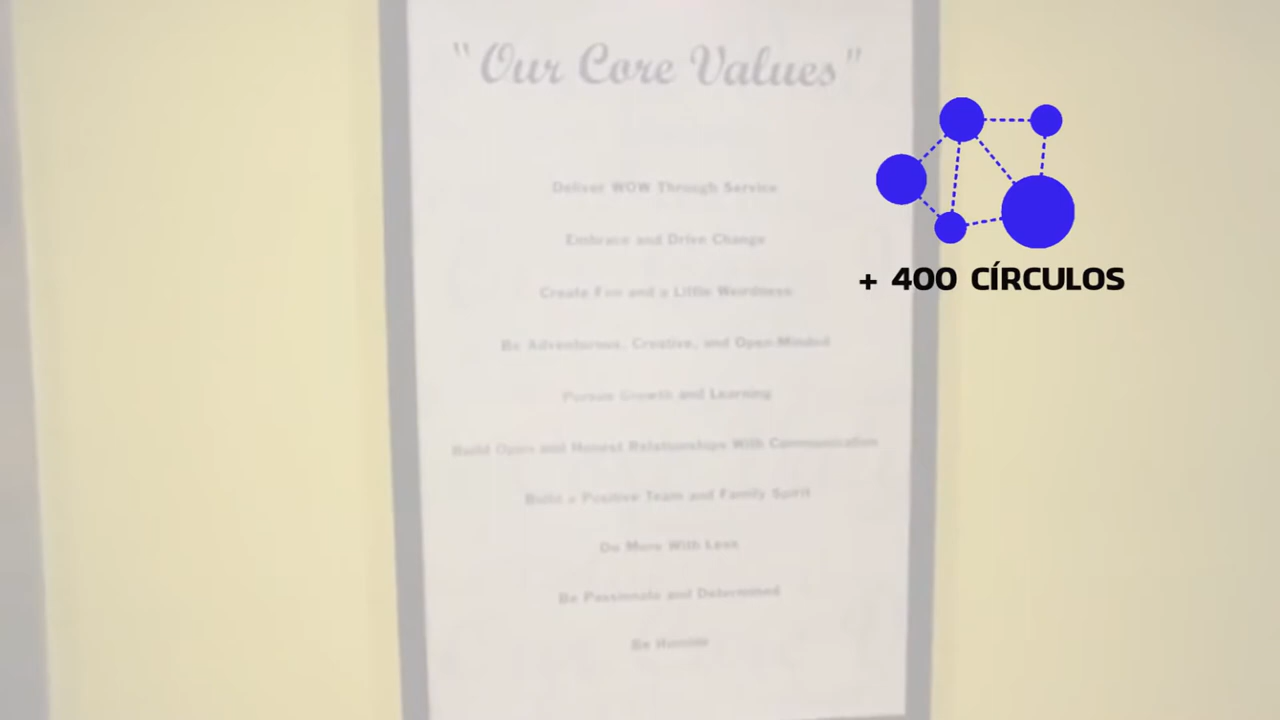 "Our Core Values"
Deliver WOW Through Service
Embrace and Drive Change
Create Fun and a Little Weirdness
Be Adventurous, Creative, and Open-Minded
Pursue Growth and Learning
Build Open and Honest Relationships With Communication
Build a Positive Team and Family Spirit
Do More With Less
Be Passionate and Determined
Be Humble
+ 400 CÍRCULOS